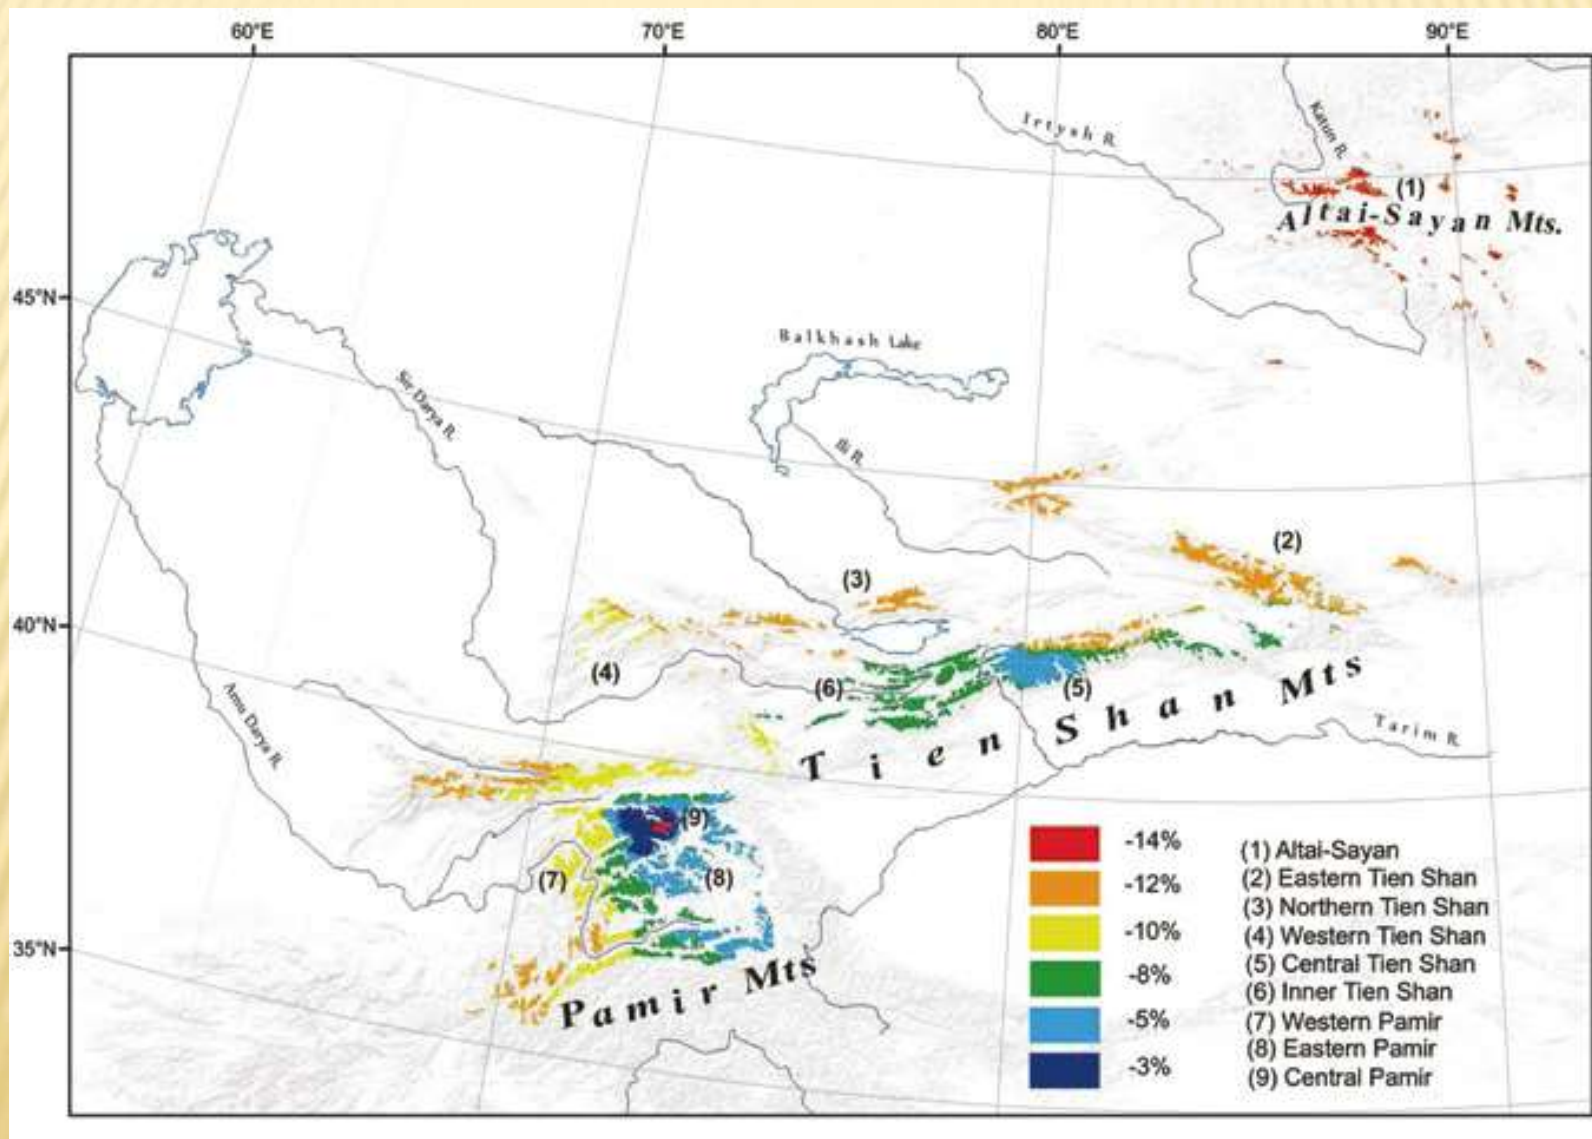 60°E 70°E 80°E 90°E
Irtysh R.
Katun R.
(1)
Altai-Sayan Mts.
45°N
Balkhash Lake
Sir Darya R.
Ili R.
(2)
(3)
40°N
(4)
(6)
(5)
Tien Shan Mts
Amu Darya R.
Tarim R.
(9)
(7)
(8)
35°N
Pamir Mts
-14%
-12%
-10%
-8%
-5%
-3%
(1) Altai-Sayan
(2) Eastern Tien Shan
(3) Northern Tien Shan
(4) Western Tien Shan
(5) Central Tien Shan
(6) Inner Tien Shan
(7) Western Pamir
(8) Eastern Pamir
(9) Central Pamir